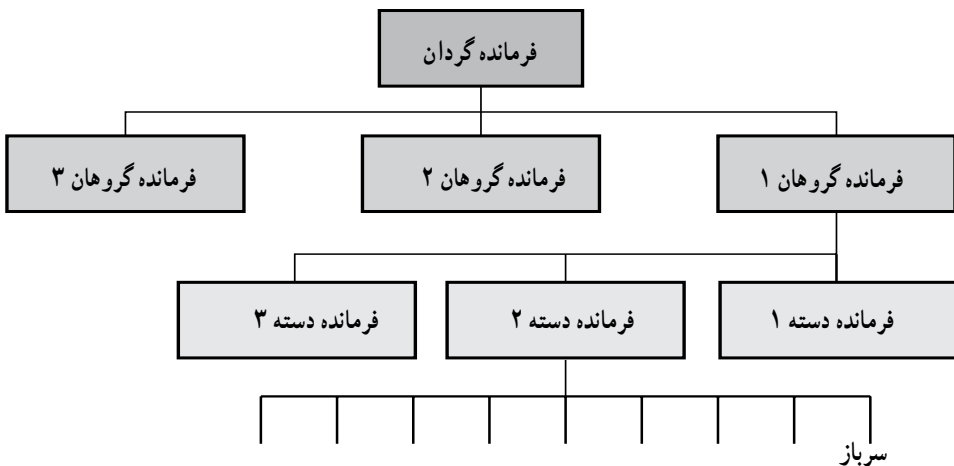 فرمانده گردان
فرمانده گروهان ۱
فرمانده گروهان ۲
فرمانده گروهان ۳
فرمانده دسته ۱
فرمانده دسته ۲
فرمانده دسته ۳
سرباز